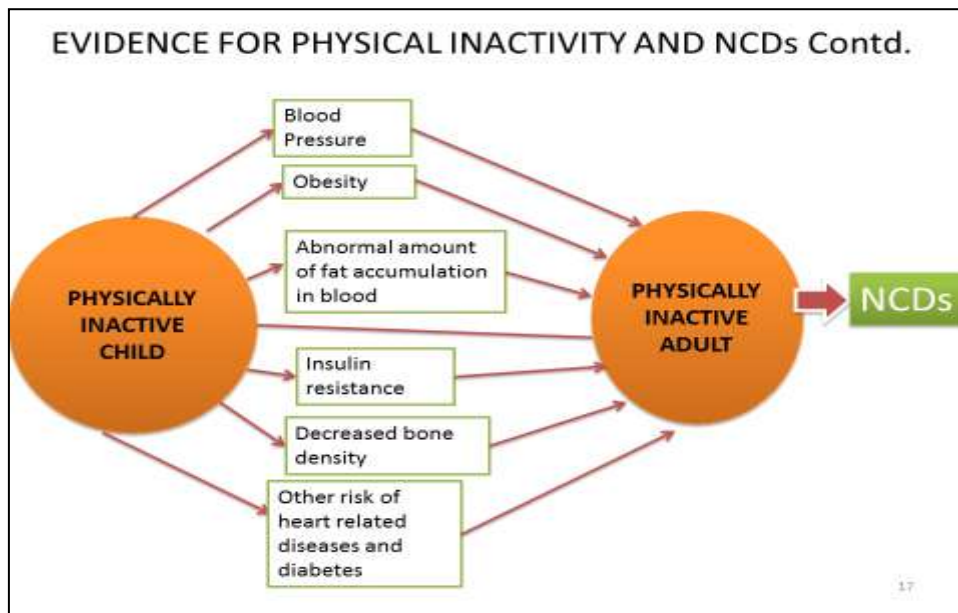 EVIDENCE FOR PHYSICAL INACTIVITY AND NCDs Contd.
Blood
Pressure
Obesity
Abnormal amount
of fat accumulation
in blood
PHYSICALLY
INACTIVE
CHILD
PHYSICALLY
INACTIVE
ADULT
NCDs
Insulin
resistance
Decreased bone
density
Other risk of
heart related
diseases and
diabetes
17